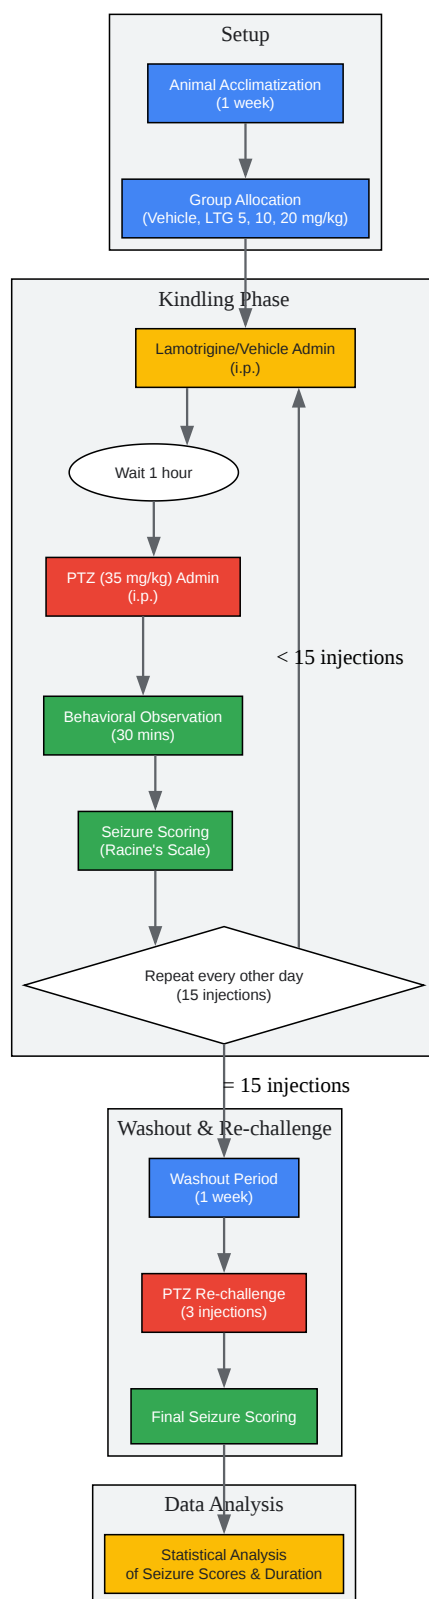 Setup
Animal Acclimatization
(1 week)
Group Allocation
(Vehicle, LTG 5, 10, 20 mg/kg)
Kindling Phase
Lamotrigine/Vehicle Admin
(i.p.)
Wait 1 hour
PTZ (35 mg/kg) Admin
(i.p.)
< 15 injections
Behavioral Observation
(30 mins)
Seizure Scoring
(Racine's Scale)
Repeat every other day
(15 injections)
= 15 injections
Washout & Re-challenge
Washout Period
(1 week)
PTZ Re-challenge
(3 injections)
Final Seizure Scoring
Data Analysis
Statistical Analysis
of Seizure Scores & Duration